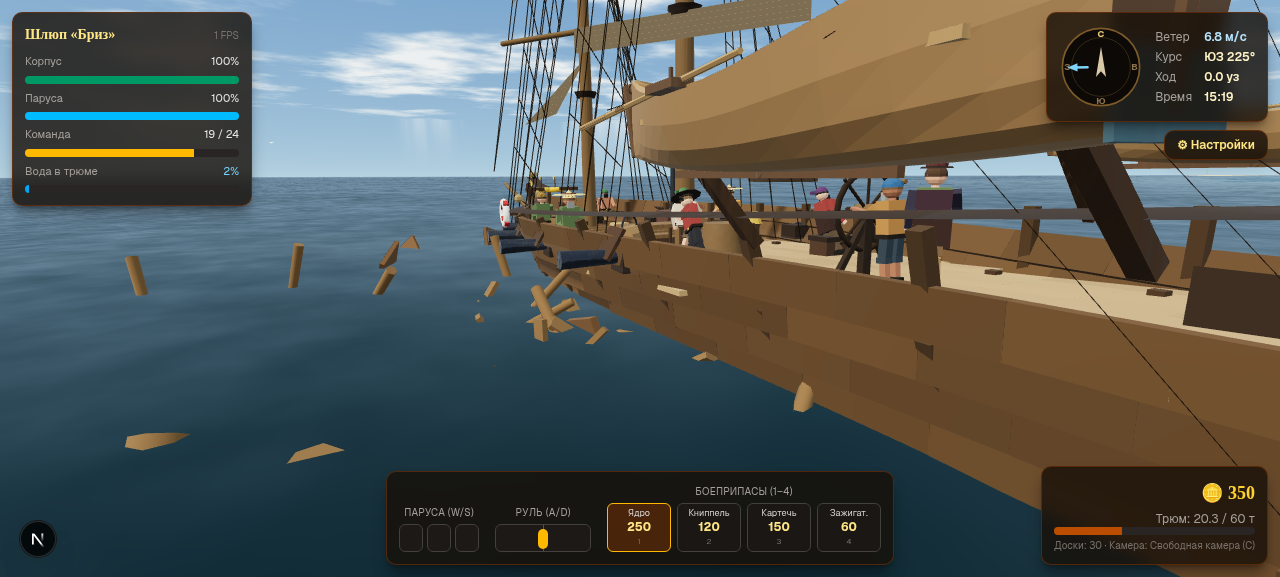 Шлюп «Бриз» 1 FPS
Корпус 100%
Паруса 100%
Команда 19 / 24
Вода в трюме 2%
С
З В
Ю
Ветер 6.8 м/с
Курс ЮЗ 225°
Ход 0.0 уз
Время 15:19
⚙ Настройки
ПАРУСА (W/S)
РУЛЬ (A/D)
БОЕПРИПАСЫ (1–4)
Ядро
250
1
Книппель
120
2
Картечь
150
3
Зажигат.
60
4
350
Трюм: 20.3 / 60 т
Доски: 30 · Камера: Свободная камера (C)
N